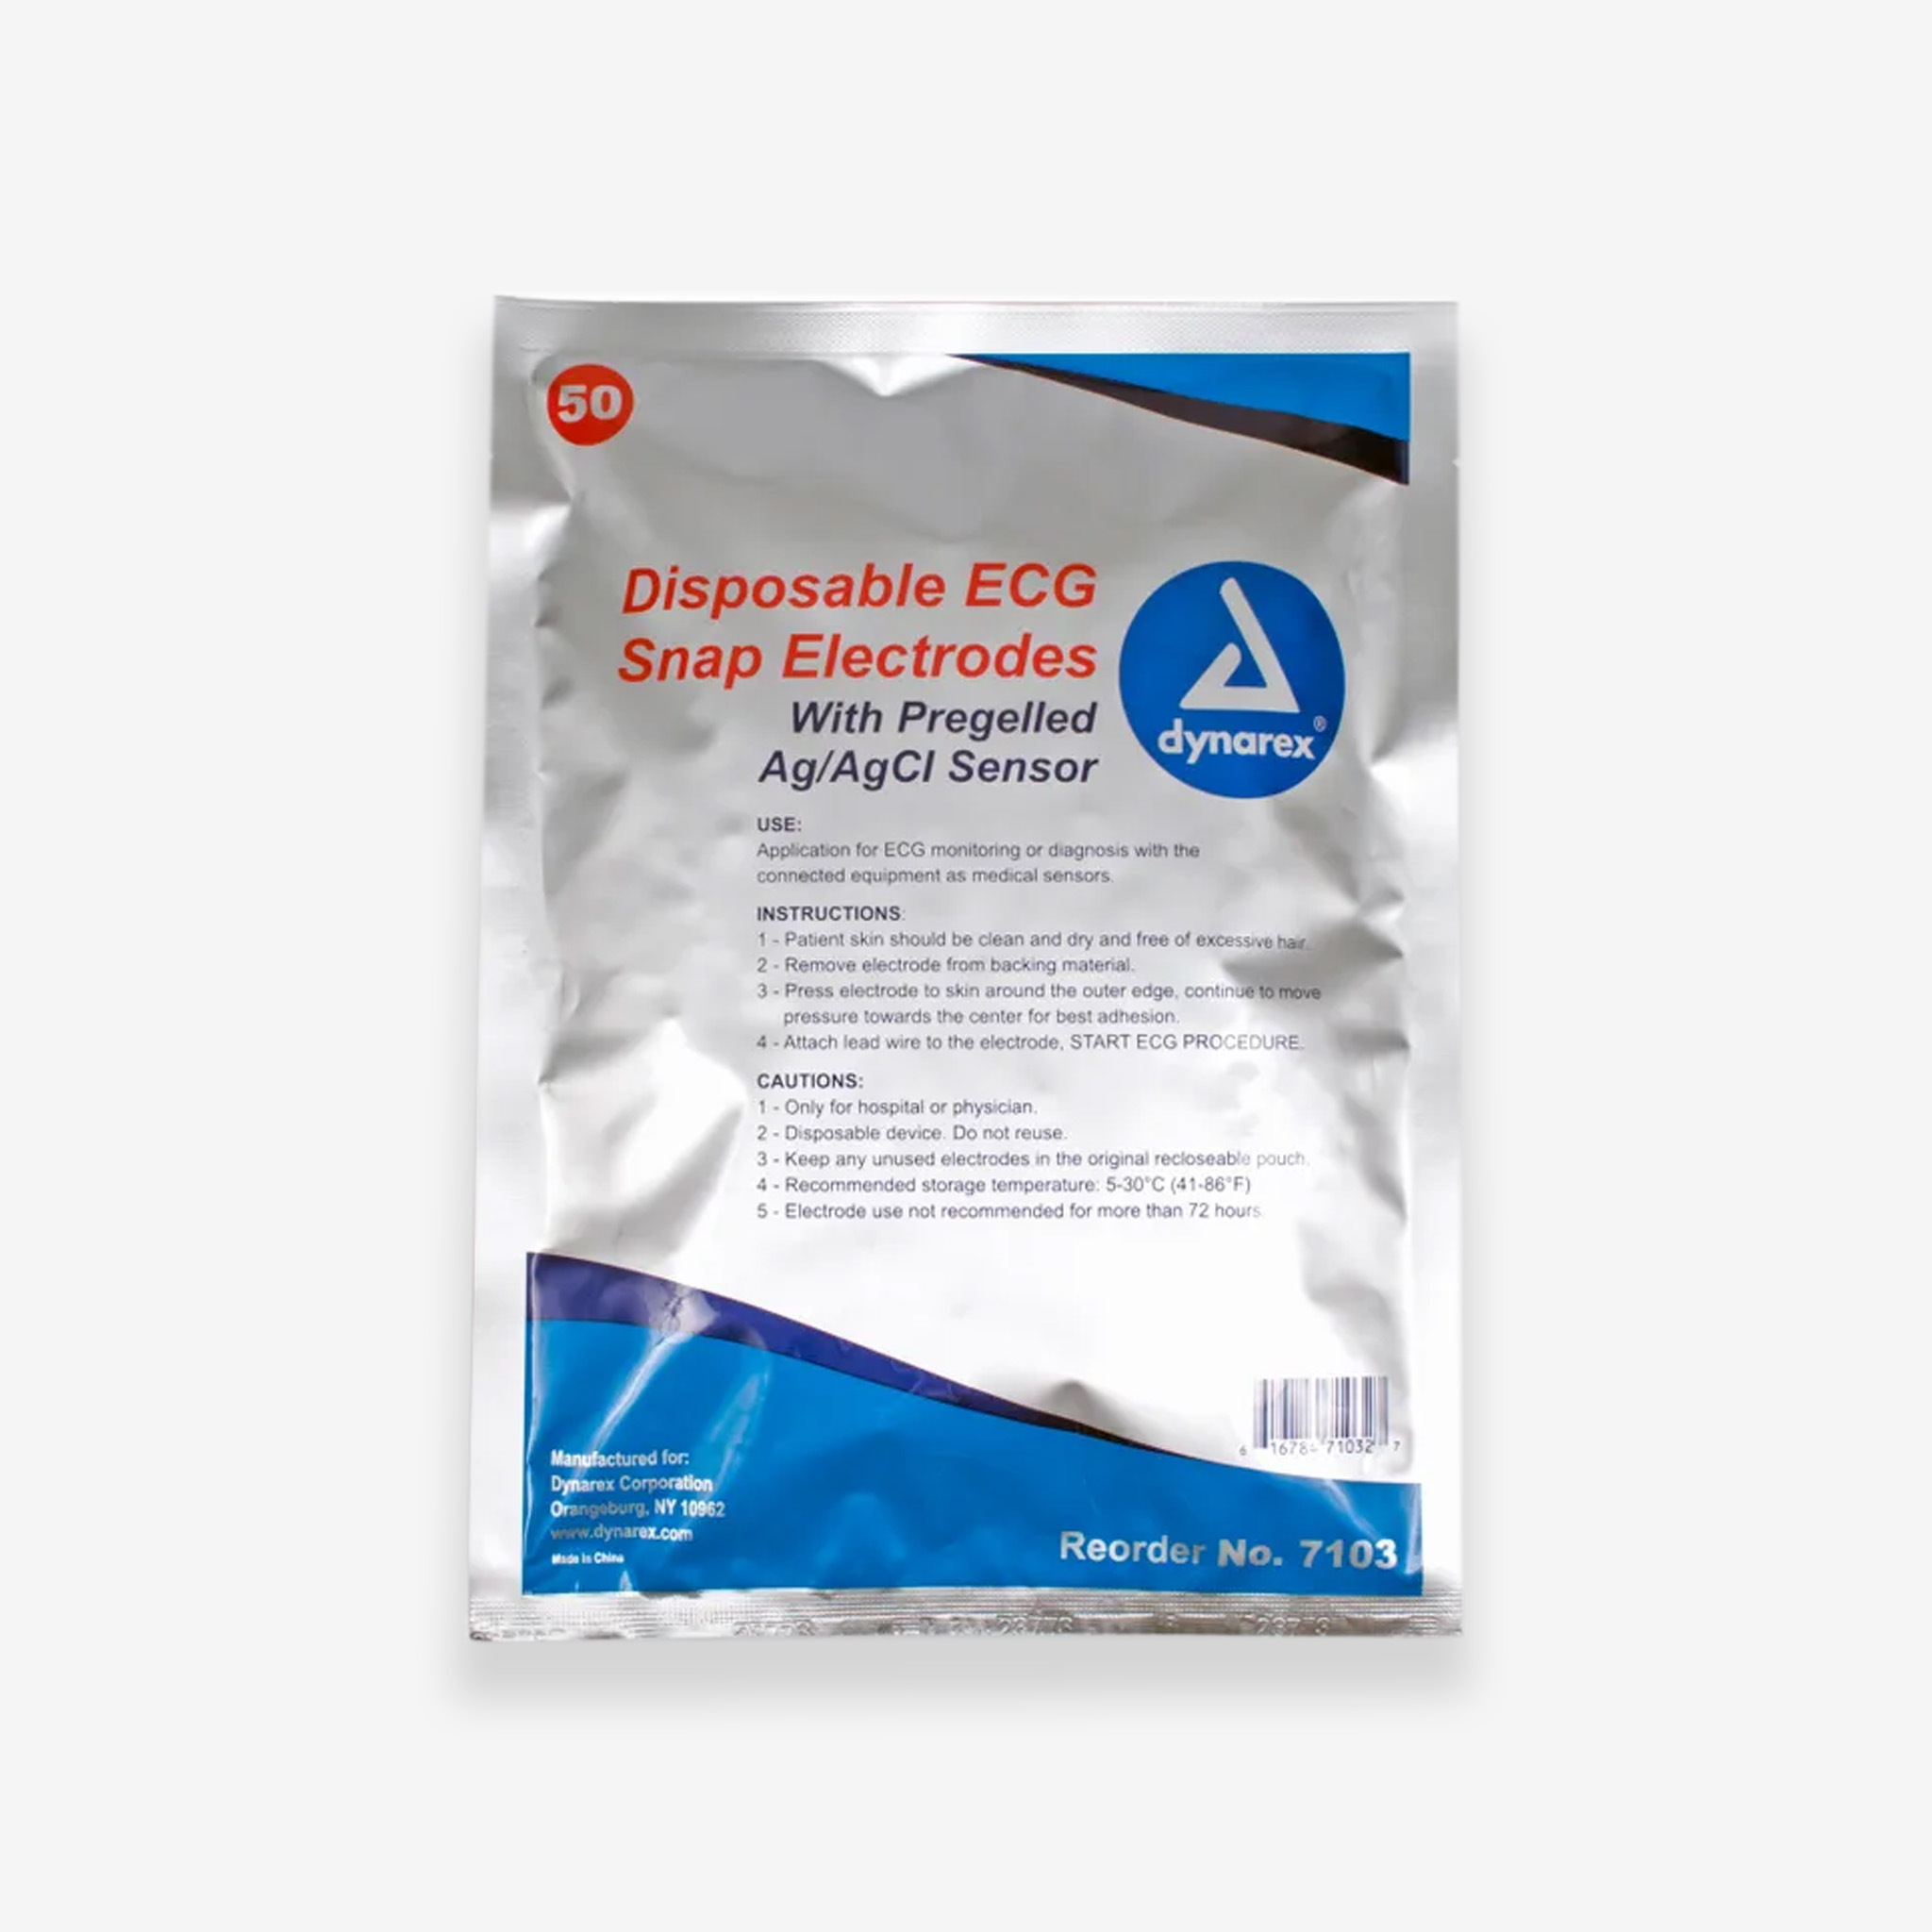 50
Disposable ECG
Snap Electrodes
With Pregelled
Ag/AgCl Sensor
dynarex®
USE:
Application for ECG monitoring or diagnosis with the
connected equipment as medical sensors.
INSTRUCTIONS:
1 - Patient skin should be clean and dry and free of excessive hair.
2 - Remove electrode from backing material.
3 - Press electrode to skin around the outer edge, continue to move
pressure towards the center for best adhesion.
4 - Attach lead wire to the electrode, START ECG PROCEDURE.
CAUTIONS:
1 - Only for hospital or physician.
2 - Disposable device. Do not reuse.
3 - Keep any unused electrodes in the original recloseable pouch.
4 - Recommended storage temperature: 5-30°C (41-86°F)
5 - Electrode use not recommended for more than 72 hours.
6 16784 71032 7
Manufactured for:
Dynarex Corporation
Orangeburg, NY 10962
www.dynarex.com
Made in China
Reorder No. 7103